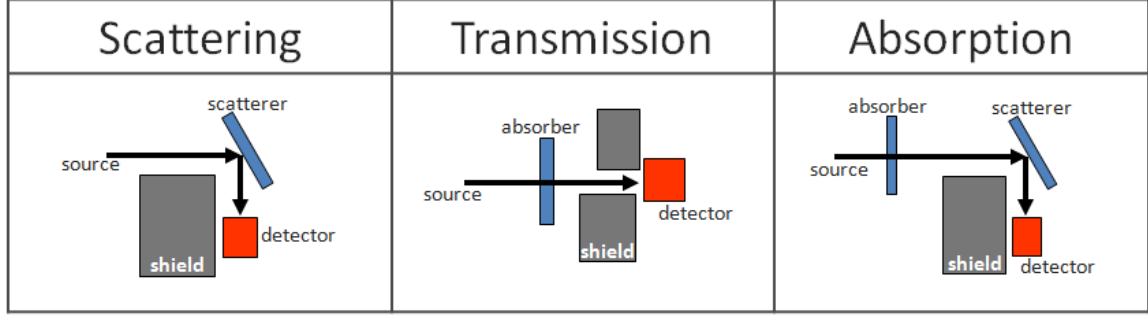 Scattering
Transmission
Absorption
scatterer
source
shield
detector
absorber
source
shield
detector
absorber
scatterer
source
shield
detector